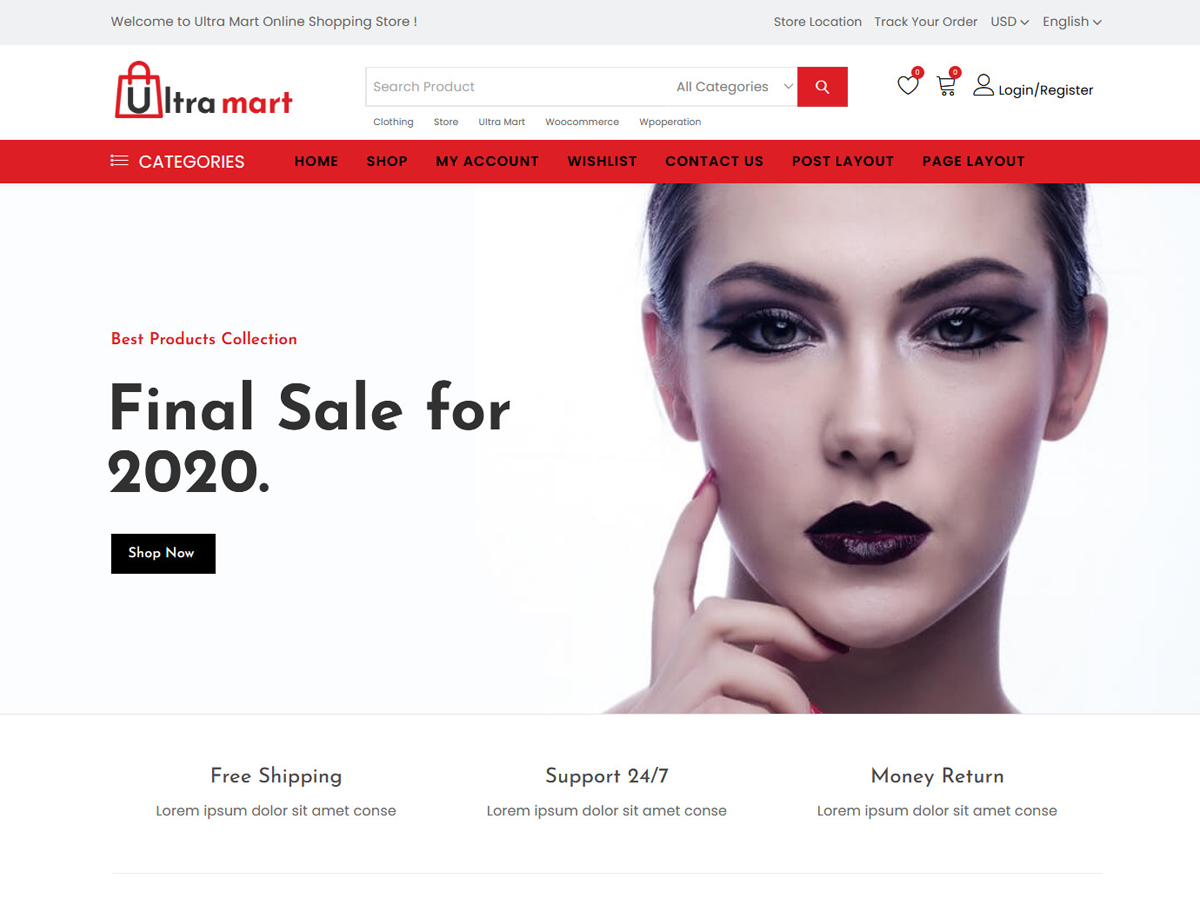 Welcome to Ultra Mart Online Shopping Store !
Store Location Track Your Order USD English
Ultra mart
Search Product All Categories
0 0 Login/Register
Clothing Store Ultra Mart Woocommerce Wpoperation
CATEGORIES HOME SHOP MY ACCOUNT WISHLIST CONTACT US POST LAYOUT PAGE LAYOUT
Best Products Collection
Final Sale for
2020.
Shop Now
Free Shipping Support 24/7 Money Return
Lorem ipsum dolor sit amet conse Lorem ipsum dolor sit amet conse Lorem ipsum dolor sit amet conse